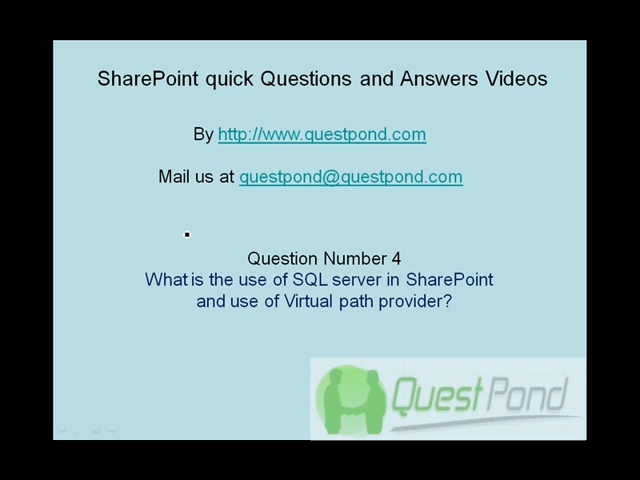 SharePoint quick Questions and Answers Videos
By http://www.questpond.com
Mail us at questpond@questpond.com
Question Number 4
What is the use of SQL server in SharePoint
and use of Virtual path provider?
QuestPond